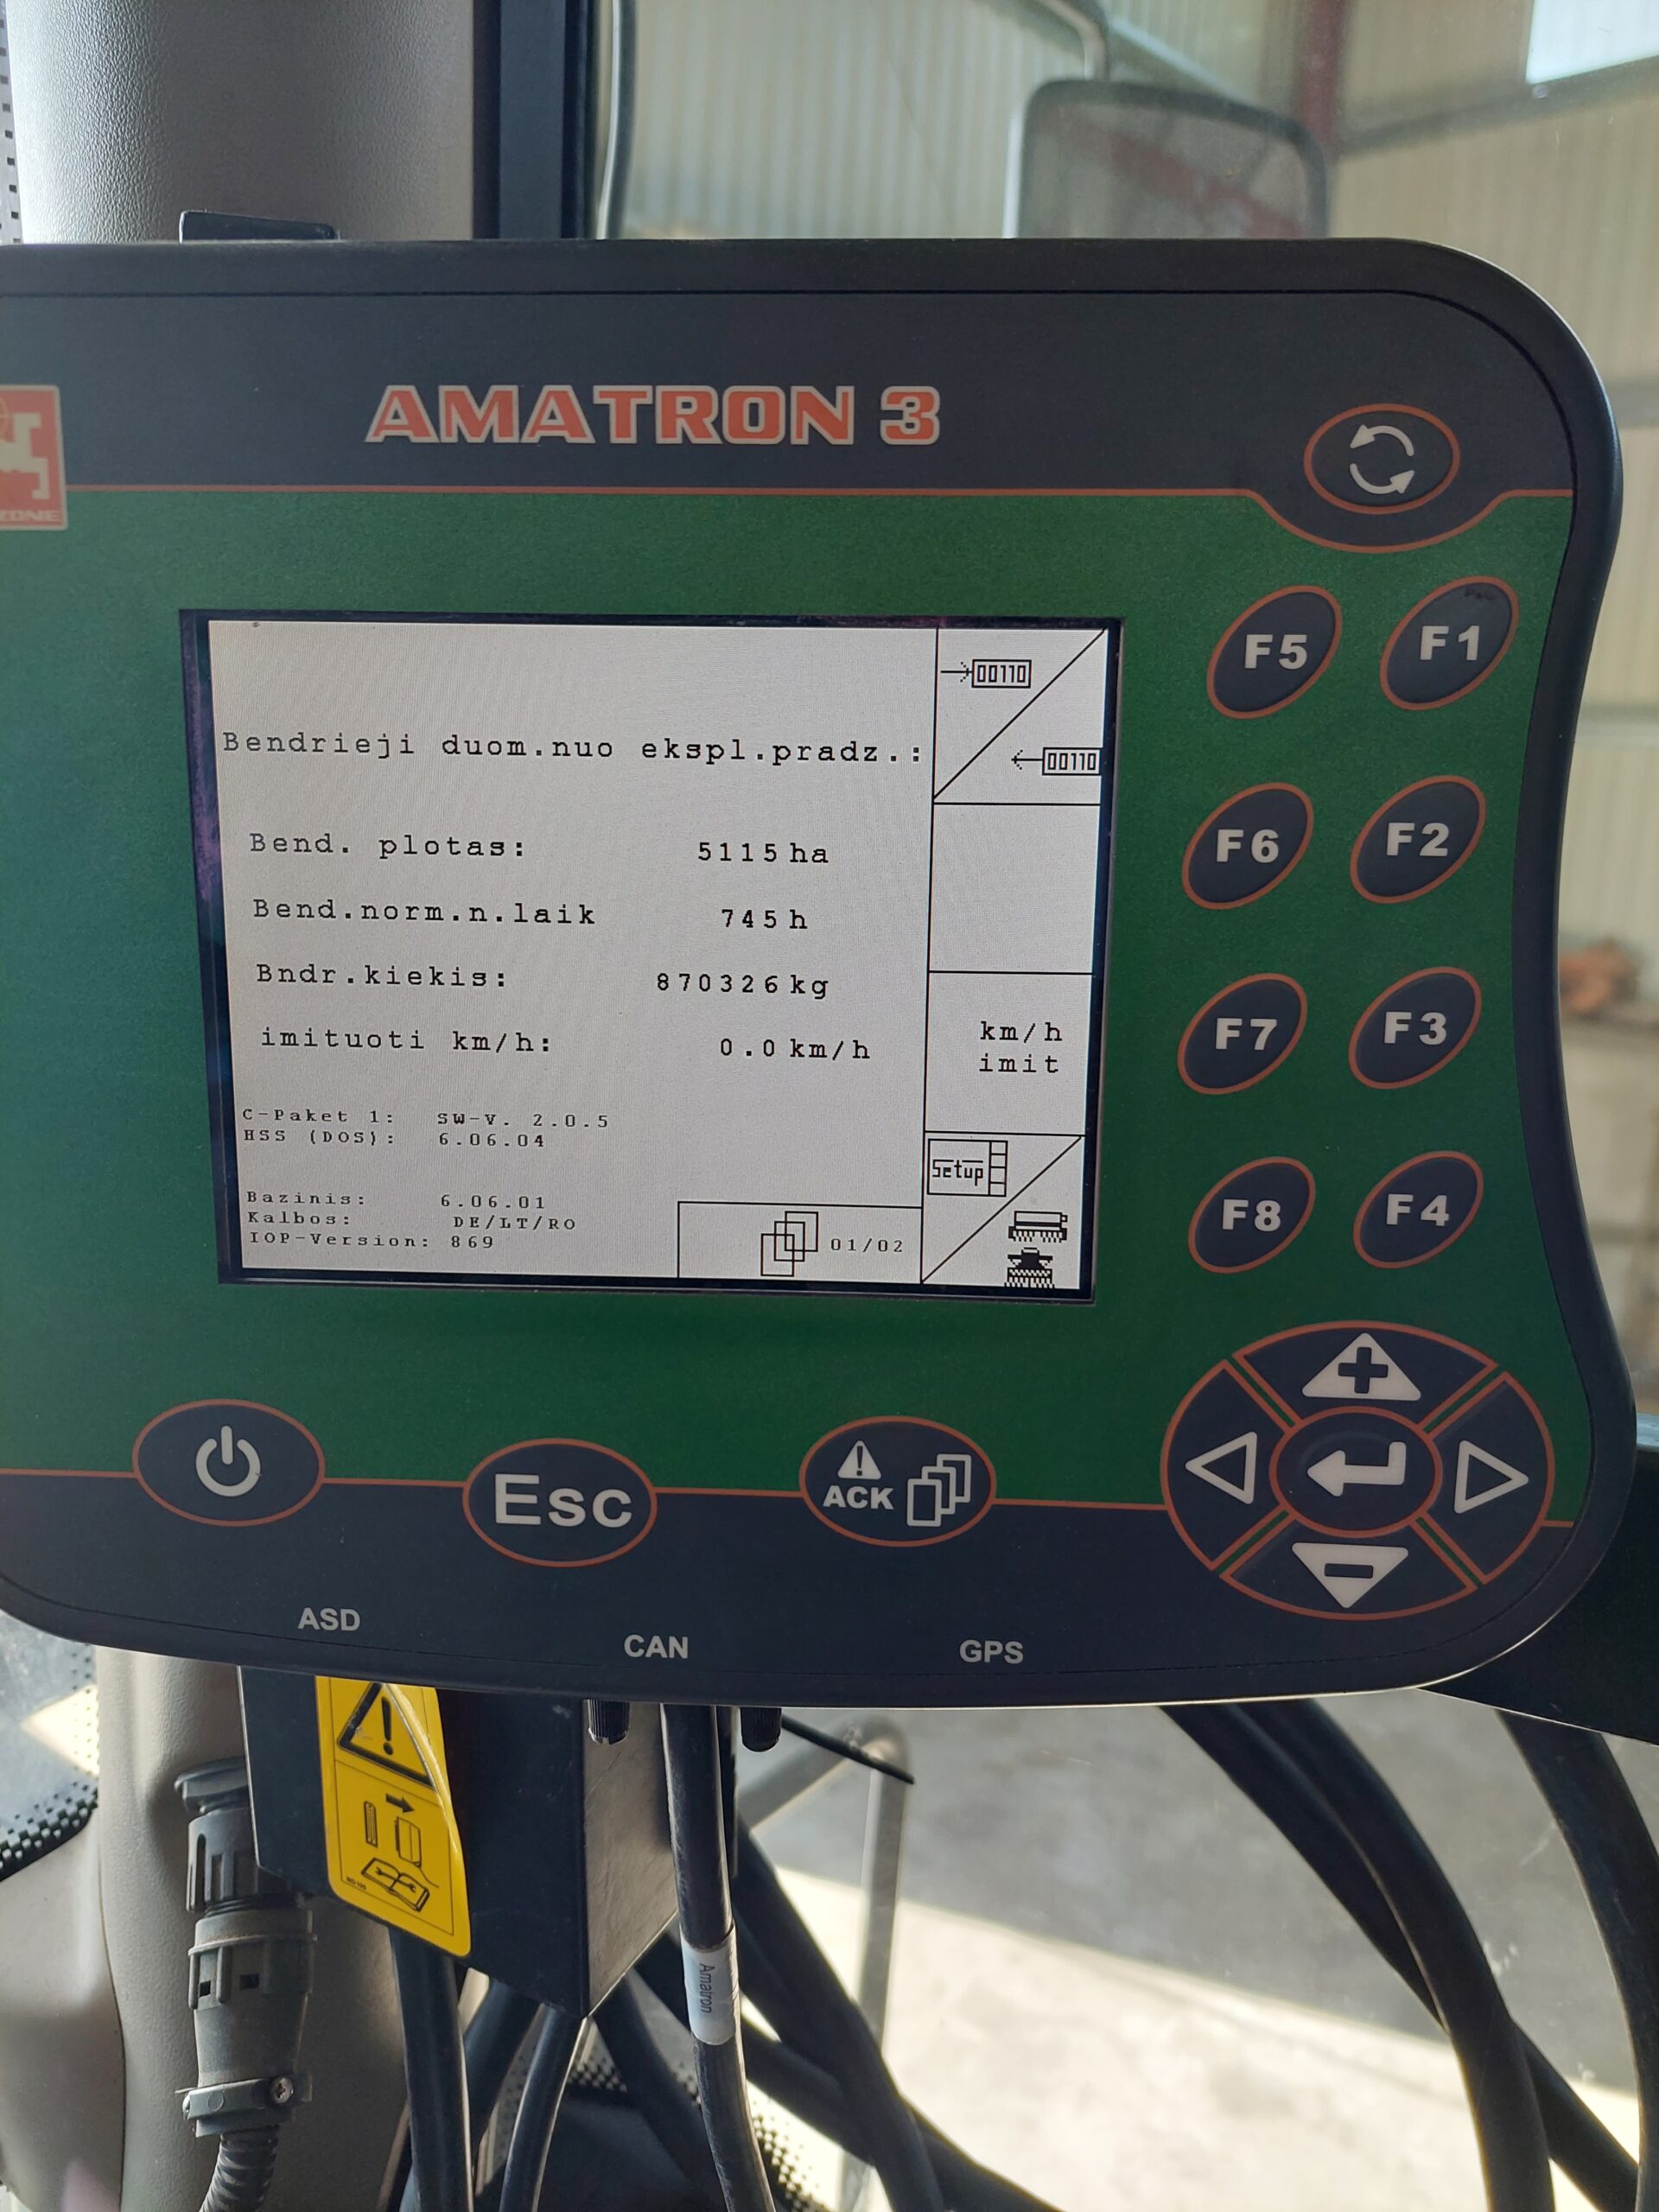 AMATRON 3
ZONE
F5 F1
00110
Bendrieji duom.nuo ekspl.pradz.:
00110
F6 F2
Bend. plotas: 5115 ha
Bend.norm.n.laik 745 h
Bndr.kiekis: 870326 kg
imituoti km/h: 0.0 km/h
km/h
imit
F7 F3
C-Paket 1: SW-V. 2.0.5
HSS (DOS): 6.06.04
Setup
Bazinis: 6.06.01
Kalbos: DE/LT/RO
IOP-Version: 869
01/02
F8 F4
Esc
ACK
ASD
CAN
GPS
Amatron